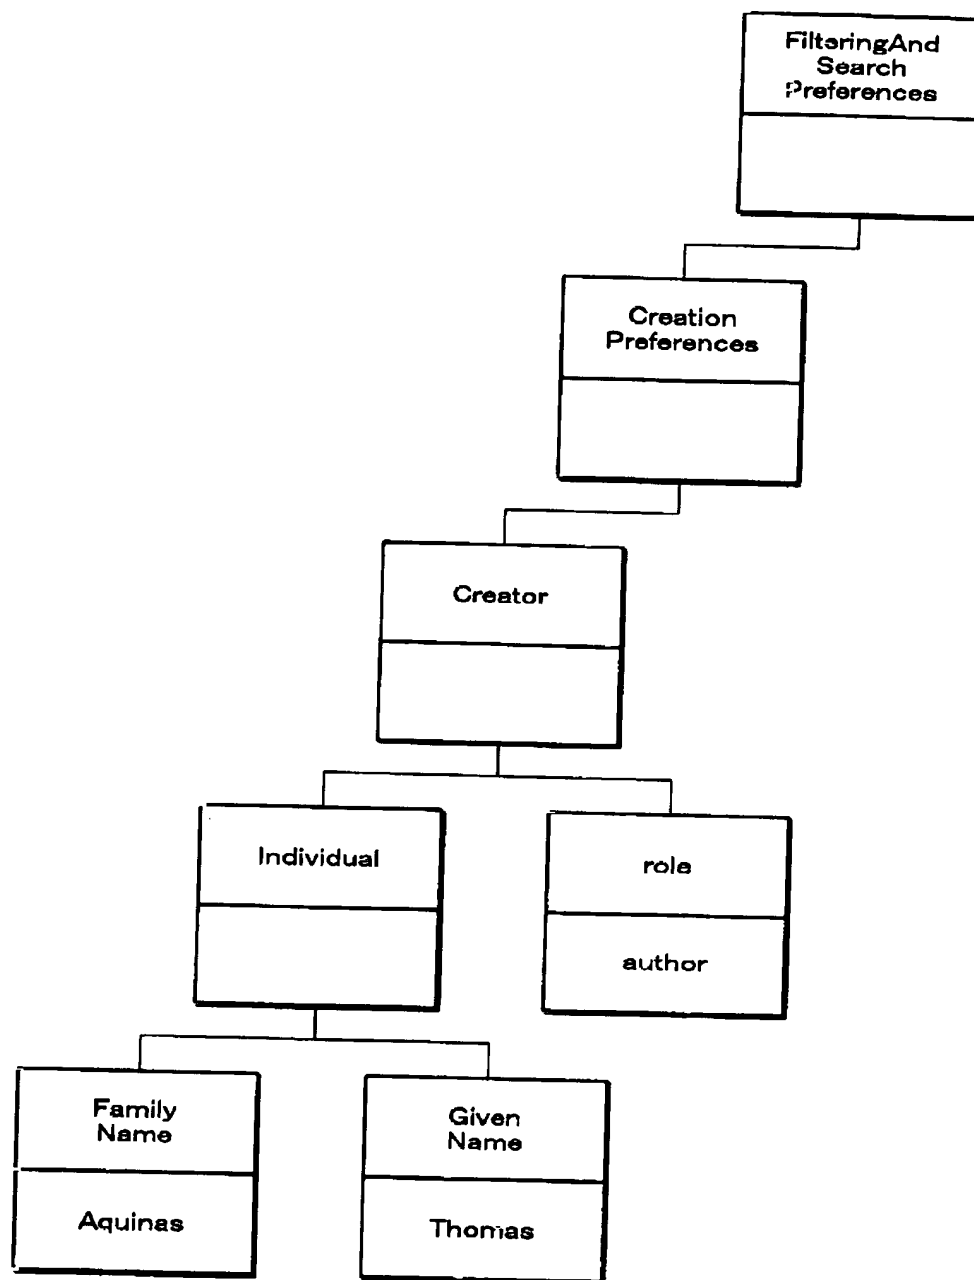 FilteringAnd
Search
Preferences
Creation
Preferences
Creator
Individual
role
author
Family
Name
Given
Name
Aquinas
Thomas